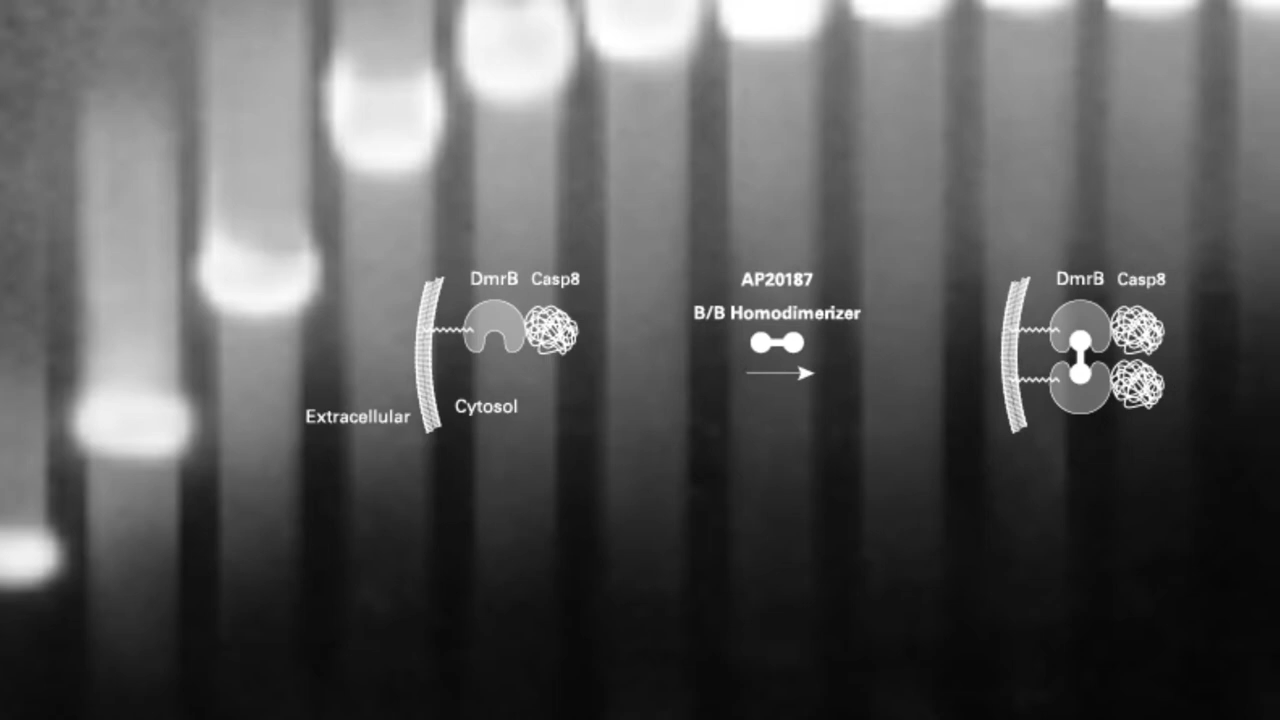 DmrB Casp8
Extracellular
Cytosol
AP20187
B/B Homodimerizer
DmrB Casp8